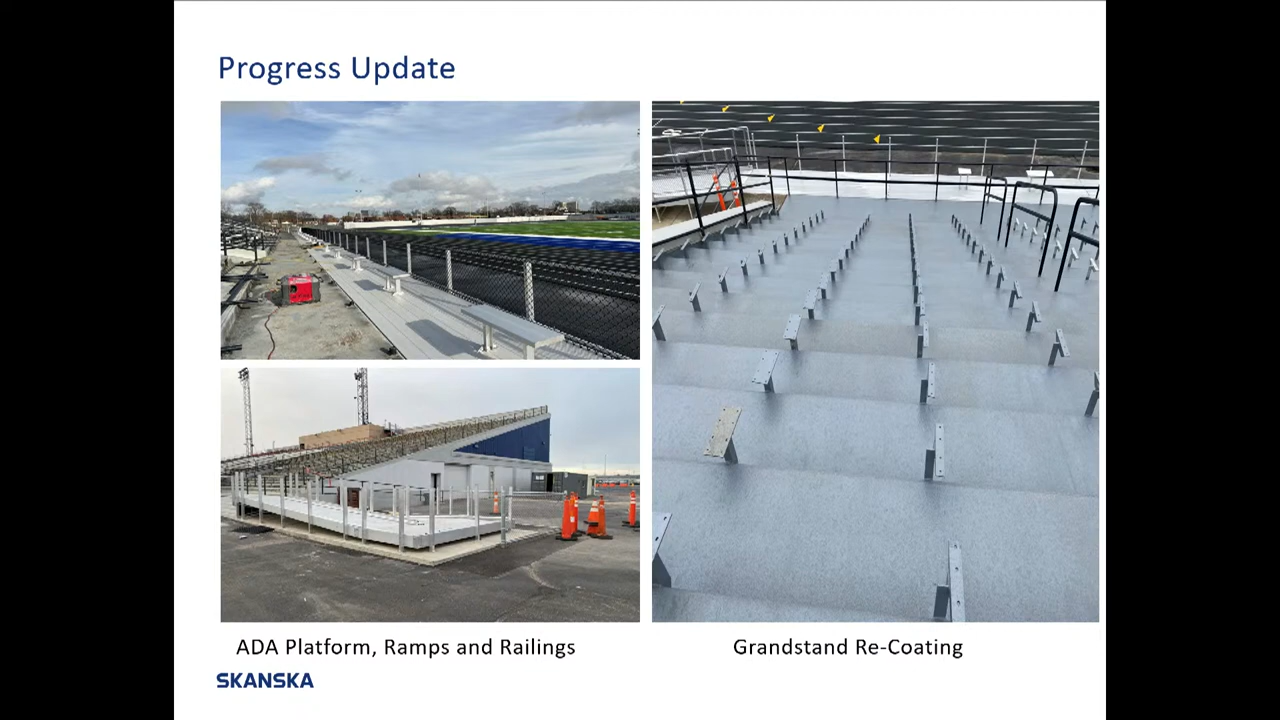 Progress Update
ADA Platform, Ramps and Railings
Grandstand Re-Coating
SKANSKA